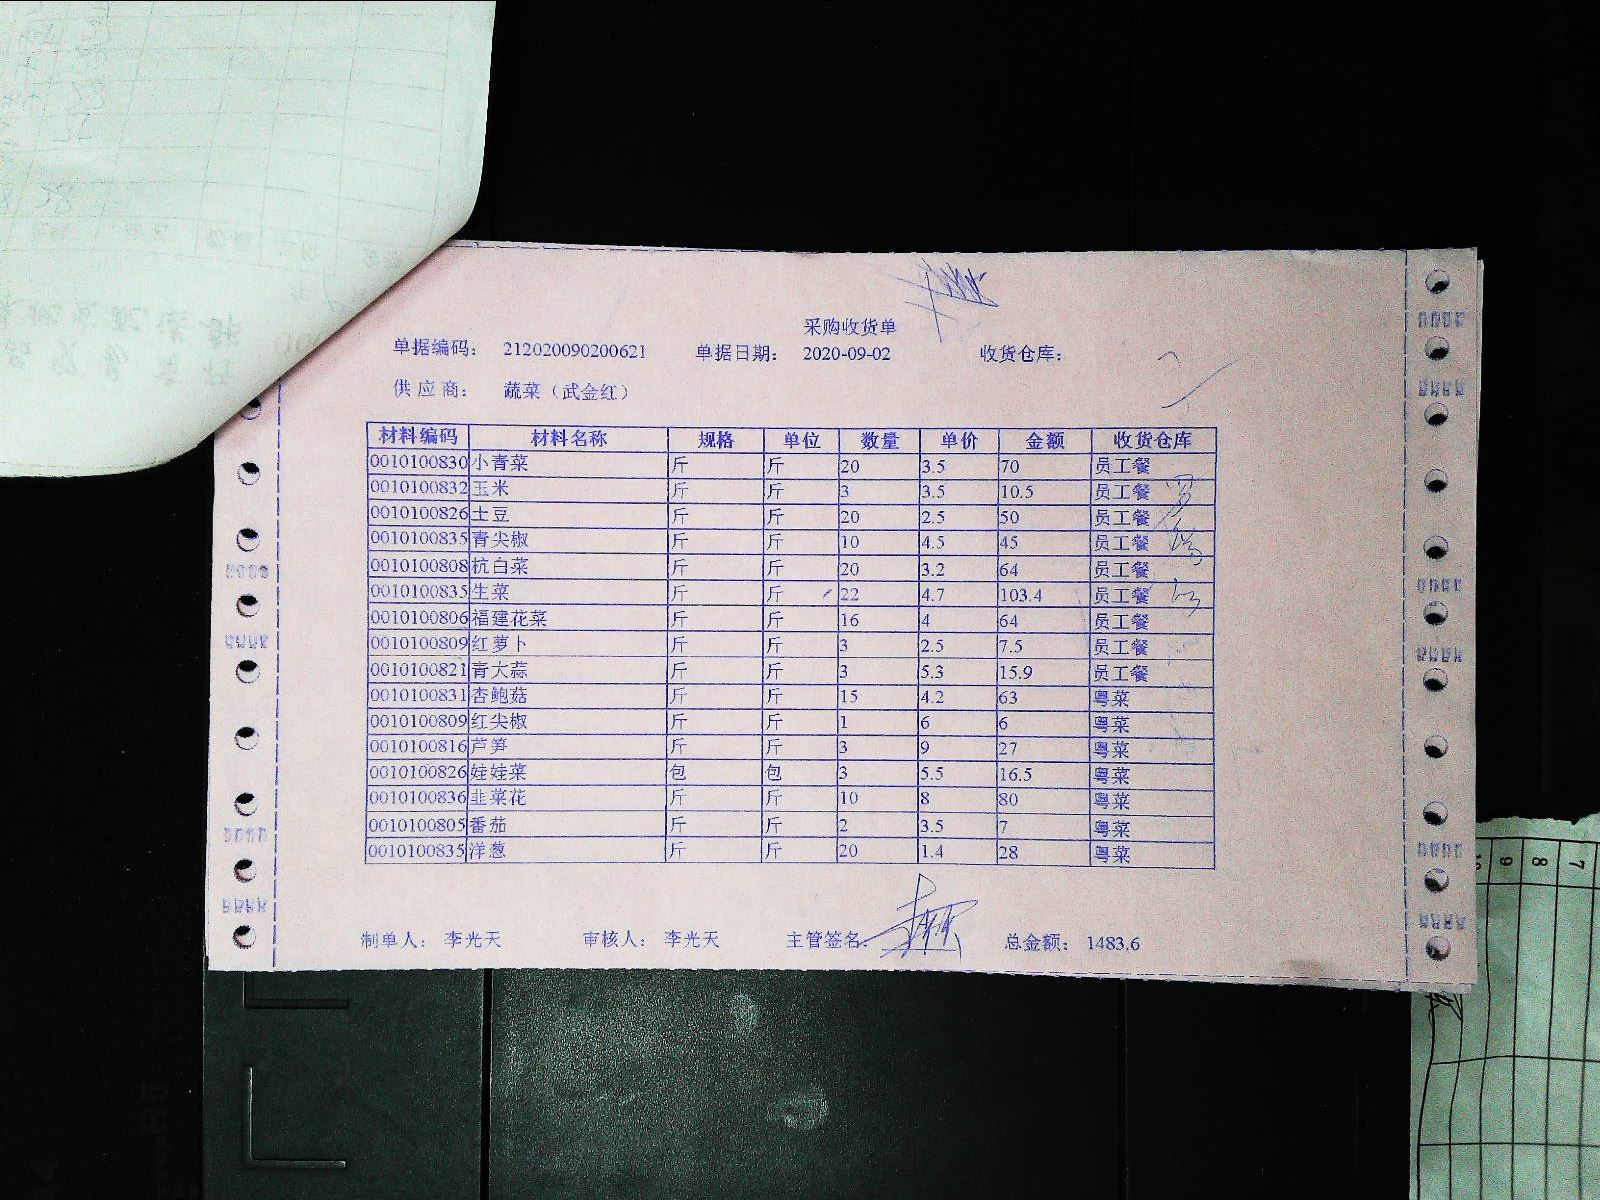 采购收货单
单据编码： 212020090200621 单据日期： 2020-09-02 收货仓库：
供 应 商： 蔬菜（武金红）
材料编码 材料名称 规格 单位 数量 单价 金额 收货仓库
0010100830 小青菜 斤 斤 20 3.5 70 员工餐
0010100832 玉米 斤 斤 3 3.5 10.5 员工餐
0010100826 土豆 斤 斤 20 2.5 50 员工餐
0010100835 青尖椒 斤 斤 10 4.5 45 员工餐
0010100808 杭白菜 斤 斤 20 3.2 64 员工餐
0010100835 生菜 斤 斤 22 4.7 103.4 员工餐
0010100806 福建花菜 斤 斤 16 4 64 员工餐
0010100809 红萝卜 斤 斤 3 2.5 7.5 员工餐
0010100821 青大蒜 斤 斤 3 5.3 15.9 员工餐
0010100831 杏鲍菇 斤 斤 15 4.2 63 粤菜
0010100809 红尖椒 斤 斤 1 6 6 粤菜
0010100816 芦笋 斤 斤 3 9 27 粤菜
0010100826 娃娃菜 包 包 3 5.5 16.5 粤菜
0010100836 韭菜花 斤 斤 10 8 80 粤菜
0010100805 番茄 斤 斤 2 3.5 7 粤菜
0010100835 洋葱 斤 斤 20 1.4 28 粤菜
制单人： 李光天 审核人： 李光天 主管签名： 总金额： 1483.6
9 8 7